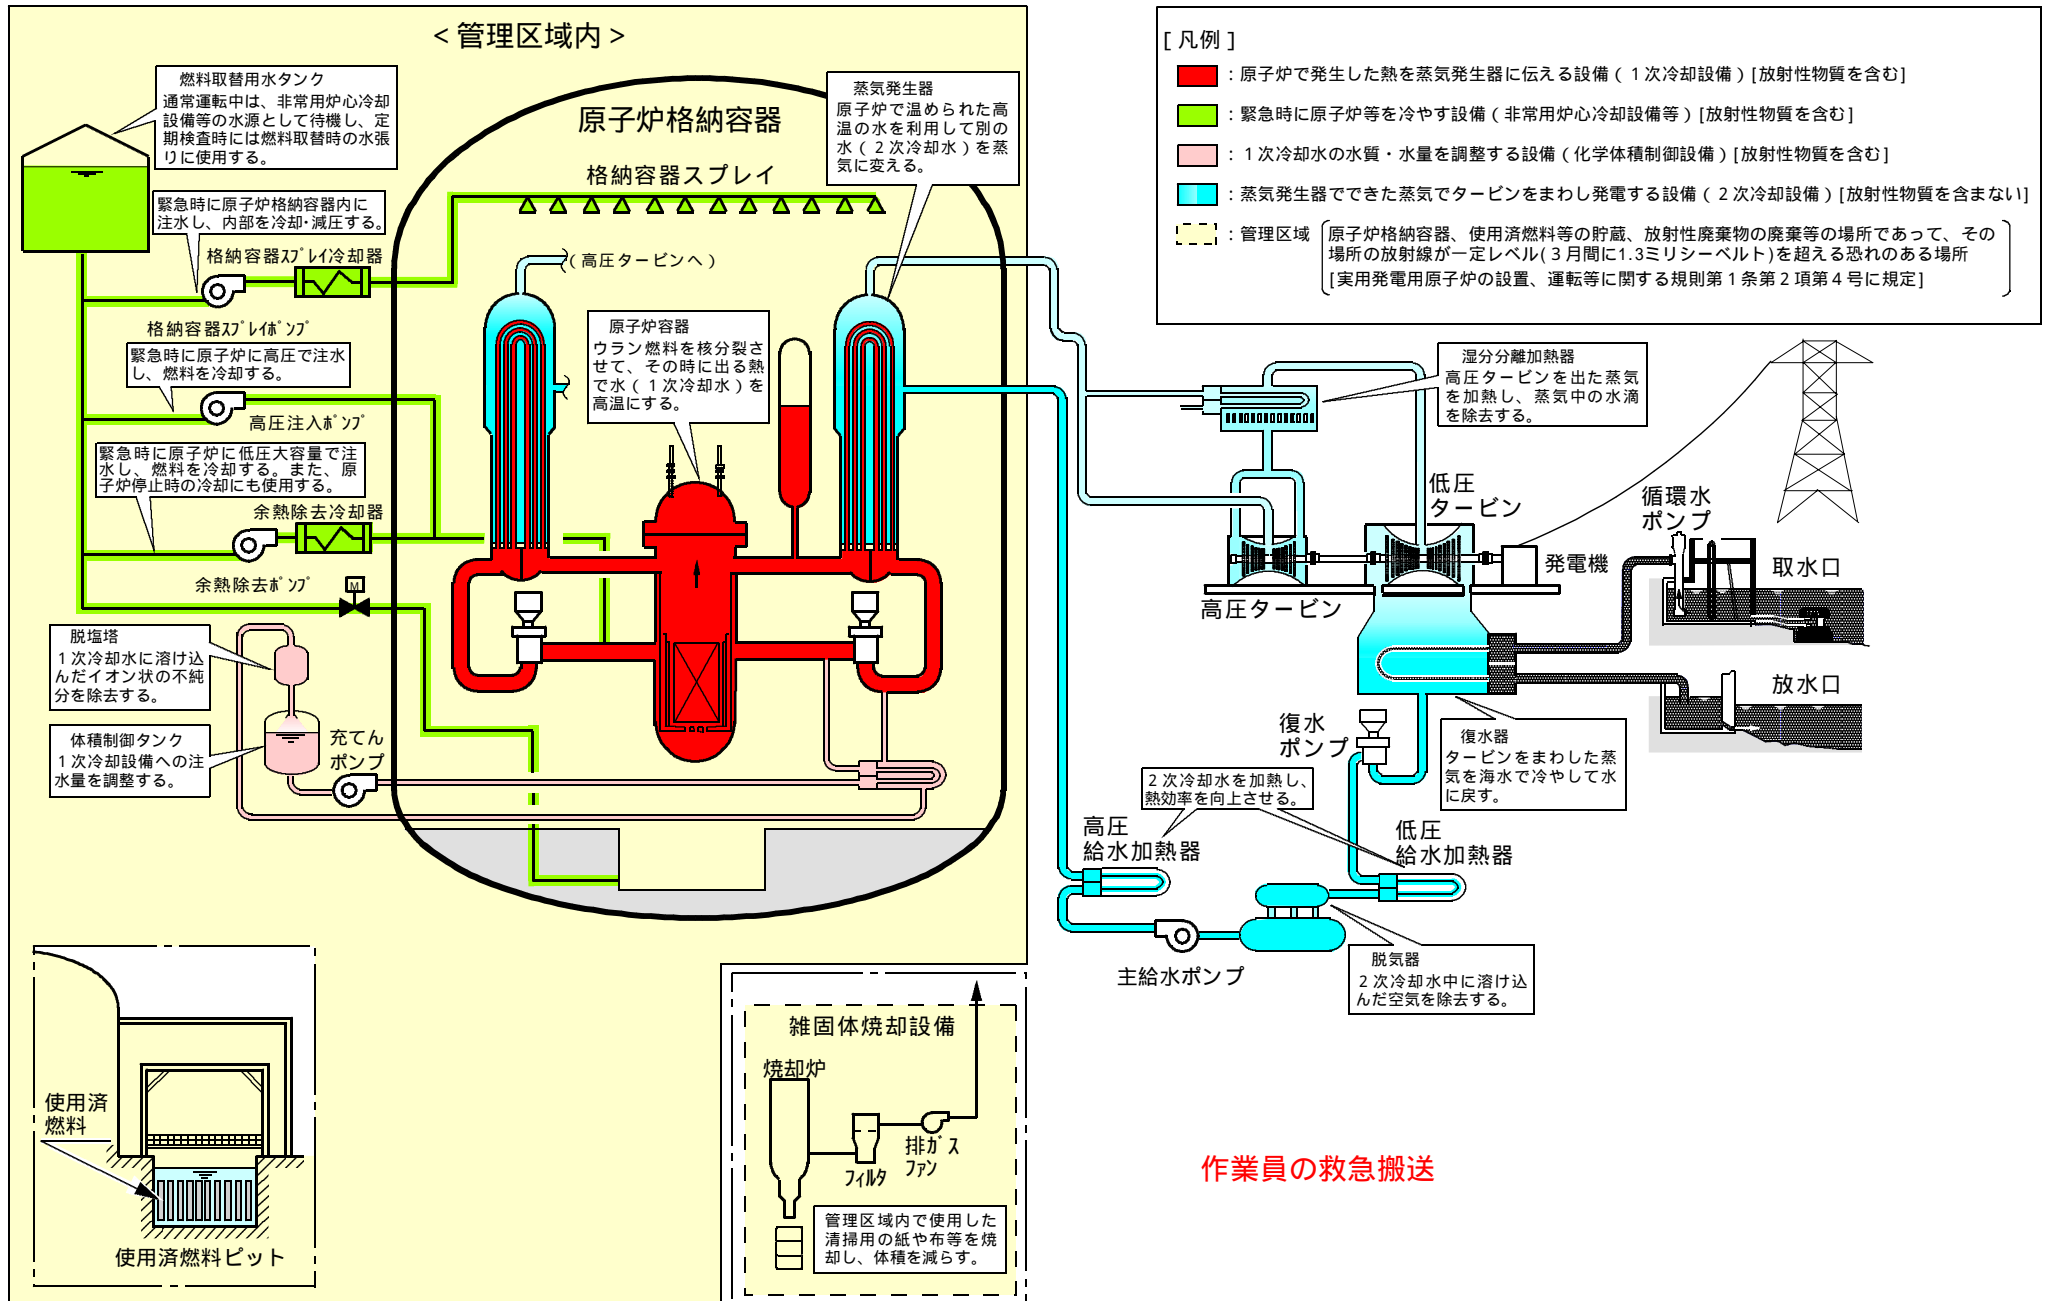 ＜管理区域内＞
燃料取替用水タンク
通常運転中は、非常用炉心冷却
設備等の水源として待機し、定
期検査時には燃料取替時の水張
りに使用する。
緊急時に原子炉格納容器内に
注水し、内部を冷却･減圧する。
格納容器ｽﾌﾟﾚｲ冷却器
格納容器ｽﾌﾟﾚｲﾎﾟﾝﾌﾟ
緊急時に原子炉に高圧で注水
し、燃料を冷却する。
高圧注入ﾎﾟﾝﾌﾟ
緊急時に原子炉に低圧大容量で注
水し、燃料を冷却する。また、原
子炉停止時の冷却にも使用する。
余熱除去冷却器
余熱除去ﾎﾟﾝﾌﾟ
M
脱塩塔
１次冷却水に溶け込
んだイオン状の不純
分を除去する。
体積制御タンク
１次冷却設備への注
水量を調整する。
充てん
ポンプ
原子炉格納容器
格納容器スプレイ
蒸気発生器
原子炉で温められた高
温の水を利用して別の
水（２次冷却水）を蒸
気に変える。
（高圧タービンへ）
原子炉容器
ウラン燃料を核分裂さ
せて、その時に出る熱
で水（１次冷却水）を
高温にする。
使用済
燃料
使用済燃料ピット
雑固体焼却設備
焼却炉
フィルタ
排ｶﾞｽ
ファン
管理区域内で使用した
清掃用の紙や布等を焼
却し、体積を減らす。
[凡例]
：原子炉で発生した熱を蒸気発生器に伝える設備（１次冷却設備）[放射性物質を含む]
：緊急時に原子炉等を冷やす設備（非常用炉心冷却設備等）[放射性物質を含む]
：１次冷却水の水質・水量を調整する設備（化学体積制御設備）[放射性物質を含む]
：蒸気発生器でできた蒸気でタービンをまわし発電する設備（２次冷却設備）[放射性物質を含まない]
：管理区域
原子炉格納容器、使用済燃料等の貯蔵、放射性廃棄物の廃棄等の場所であって、その
場所の放射線が一定レベル(３月間に1.3ミリシーベルト)を超える恐れのある場所
[実用発電用原子炉の設置、運転等に関する規則第１条第２項第４号に規定]
湿分分離加熱器
高圧タービンを出た蒸気
を加熱し、蒸気中の水滴
を除去する。
低圧
タービン
高圧タービン
発電機
循環水
ポンプ
取水口
放水口
復水
ポンプ
復水器
タービンをまわした蒸
気を海水で冷やして水
に戻す。
２次冷却水を加熱し、
熱効率を向上させる。
高圧
給水加熱器
低圧
給水加熱器
主給水ポンプ
脱気器
２次冷却水中に溶け込
んだ空気を除去する。
作業員の救急搬送